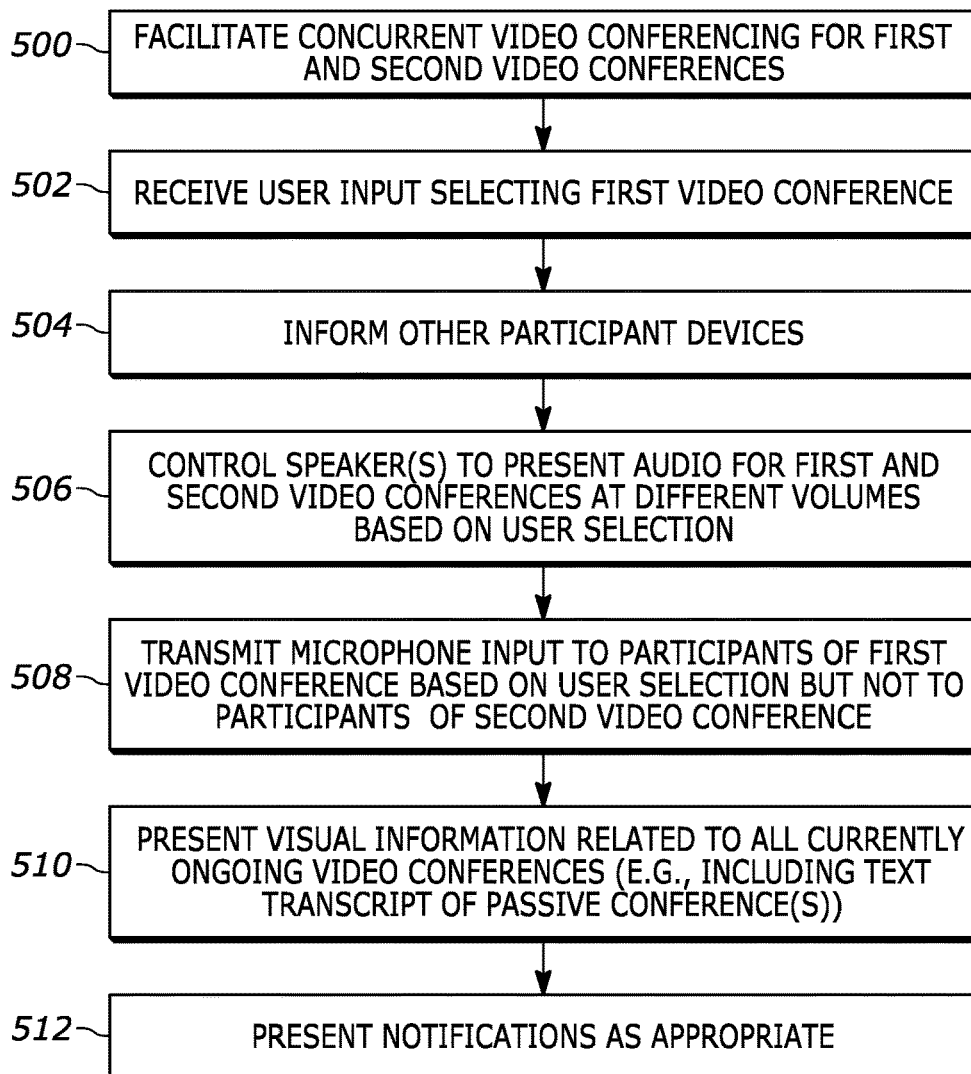 500
FACILITATE CONCURRENT VIDEO CONFERENCING FOR FIRST
AND SECOND VIDEO CONFERENCES
502
RECEIVE USER INPUT SELECTING FIRST VIDEO CONFERENCE
504
INFORM OTHER PARTICIPANT DEVICES
506
CONTROL SPEAKER(S) TO PRESENT AUDIO FOR FIRST AND
SECOND VIDEO CONFERENCES AT DIFFERENT VOLUMES
BASED ON USER SELECTION
508
TRANSMIT MICROPHONE INPUT TO PARTICIPANTS OF FIRST
VIDEO CONFERENCE BASED ON USER SELECTION BUT NOT TO
PARTICIPANTS OF SECOND VIDEO CONFERENCE
510
PRESENT VISUAL INFORMATION RELATED TO ALL CURRENTLY
ONGOING VIDEO CONFERENCES (E.G., INCLUDING TEXT
TRANSCRIPT OF PASSIVE CONFERENCE(S))
512
PRESENT NOTIFICATIONS AS APPROPRIATE